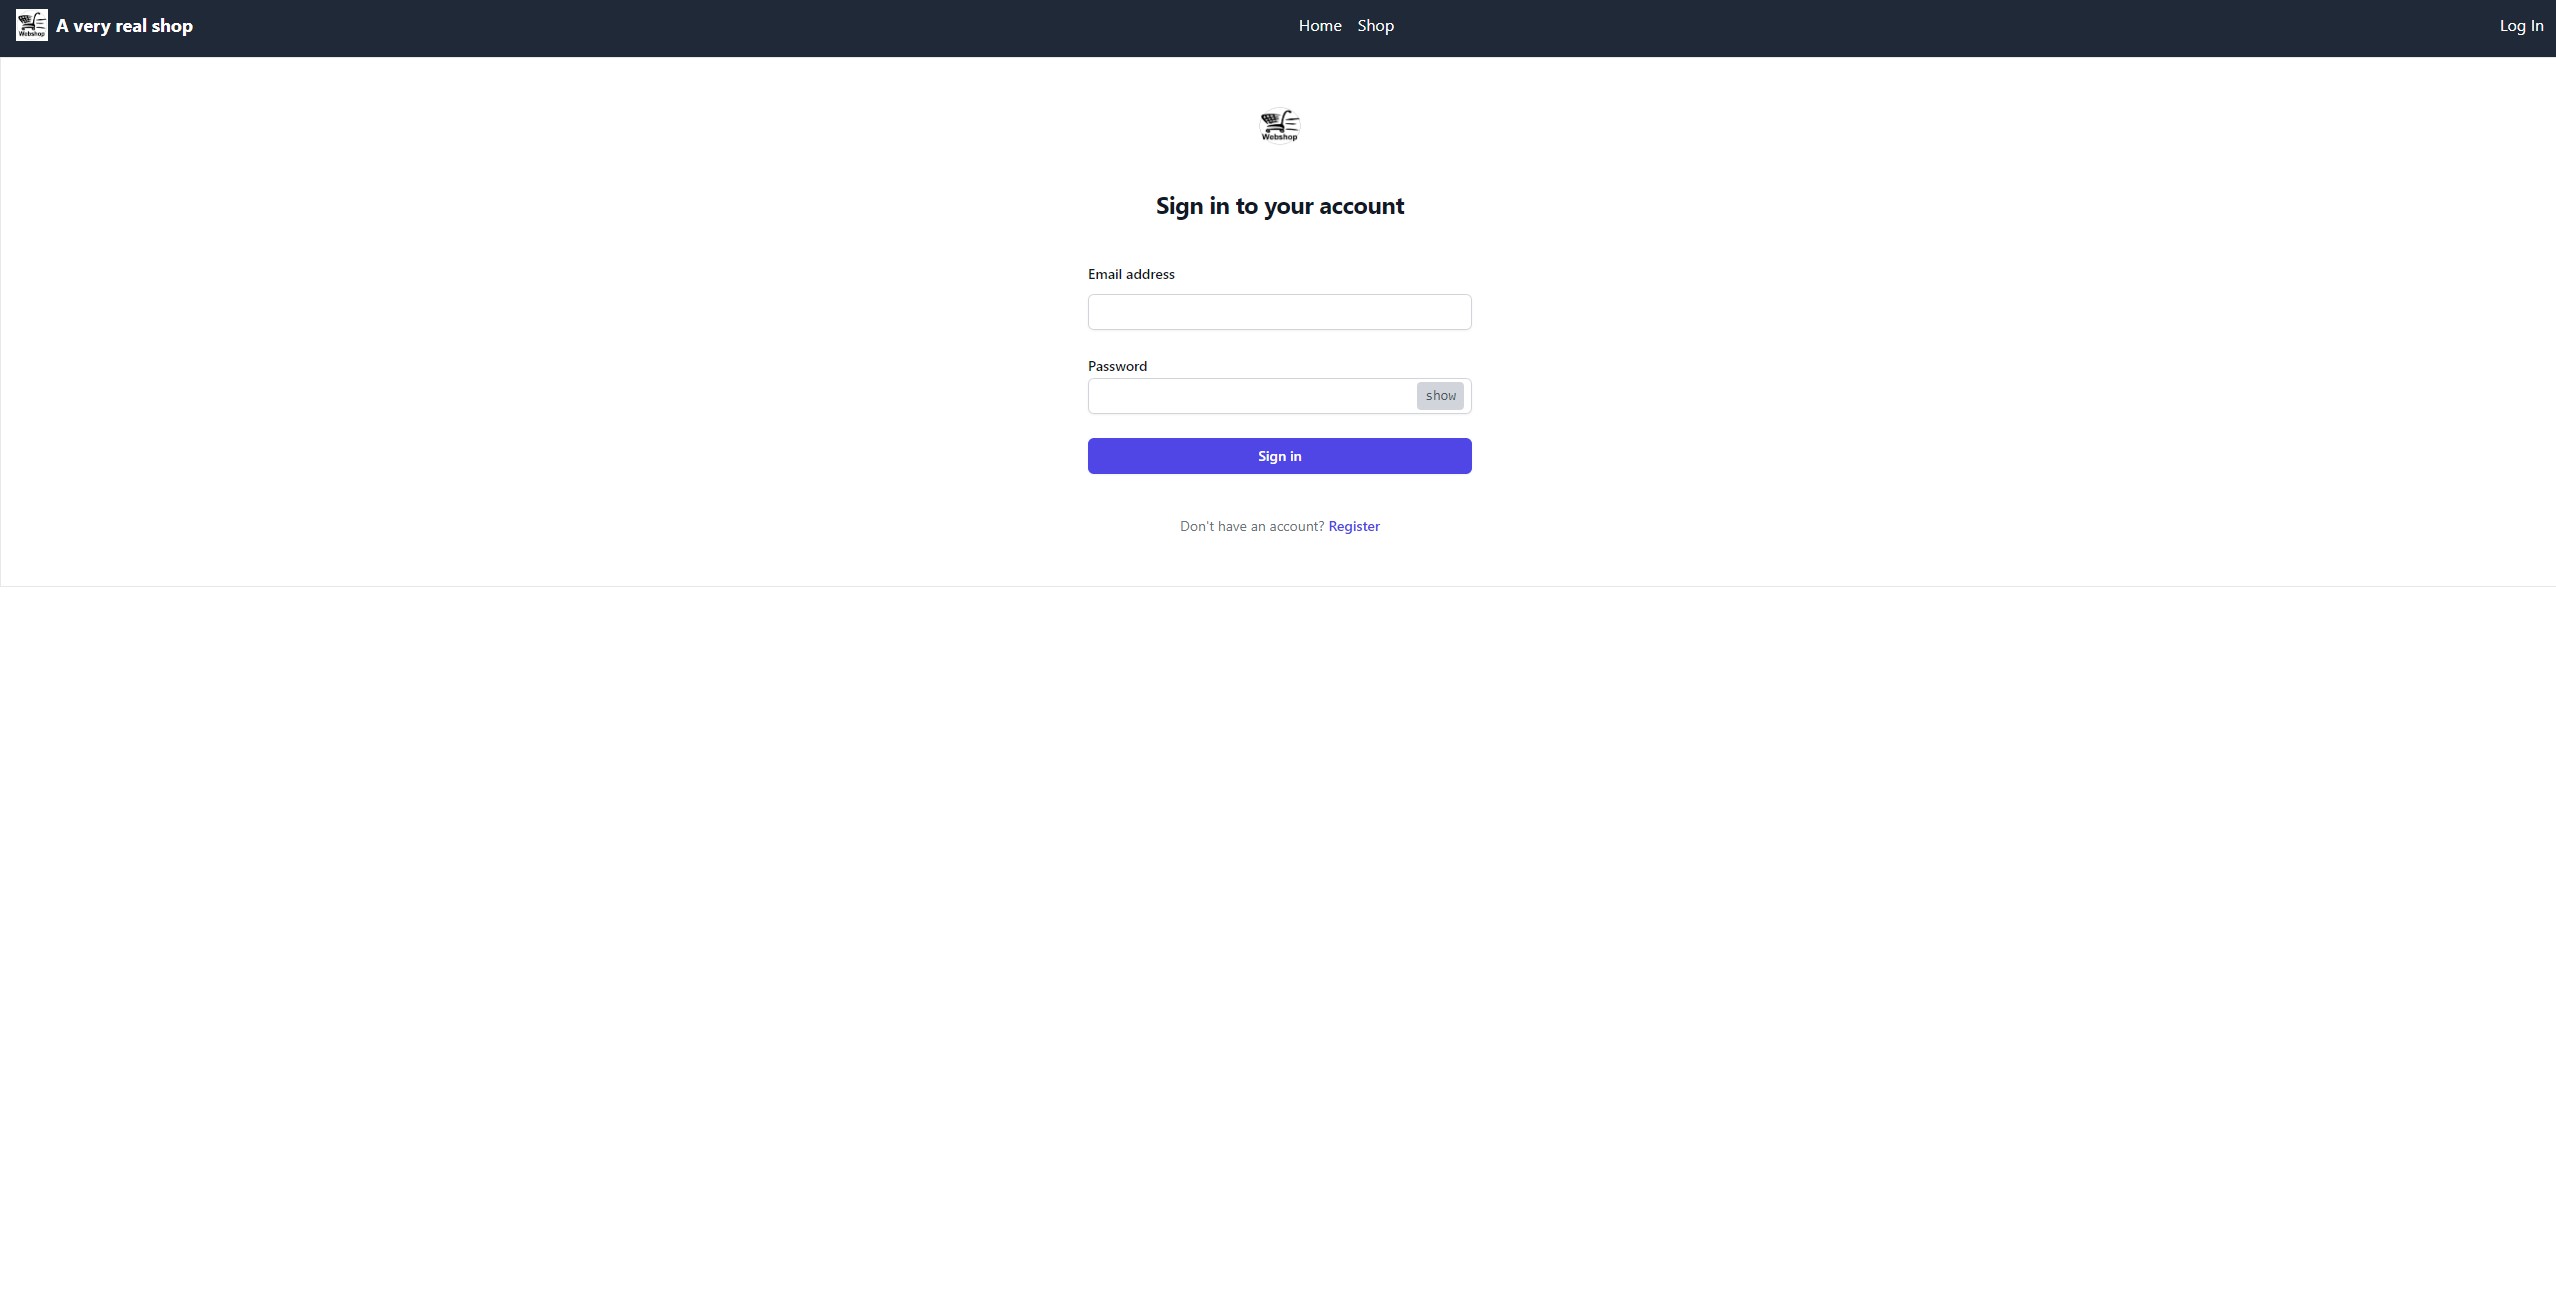 Webshop A very real shop Home Shop Log In
Webshop
Sign in to your account
Email address
Password
show
Sign in
Don't have an account? Register